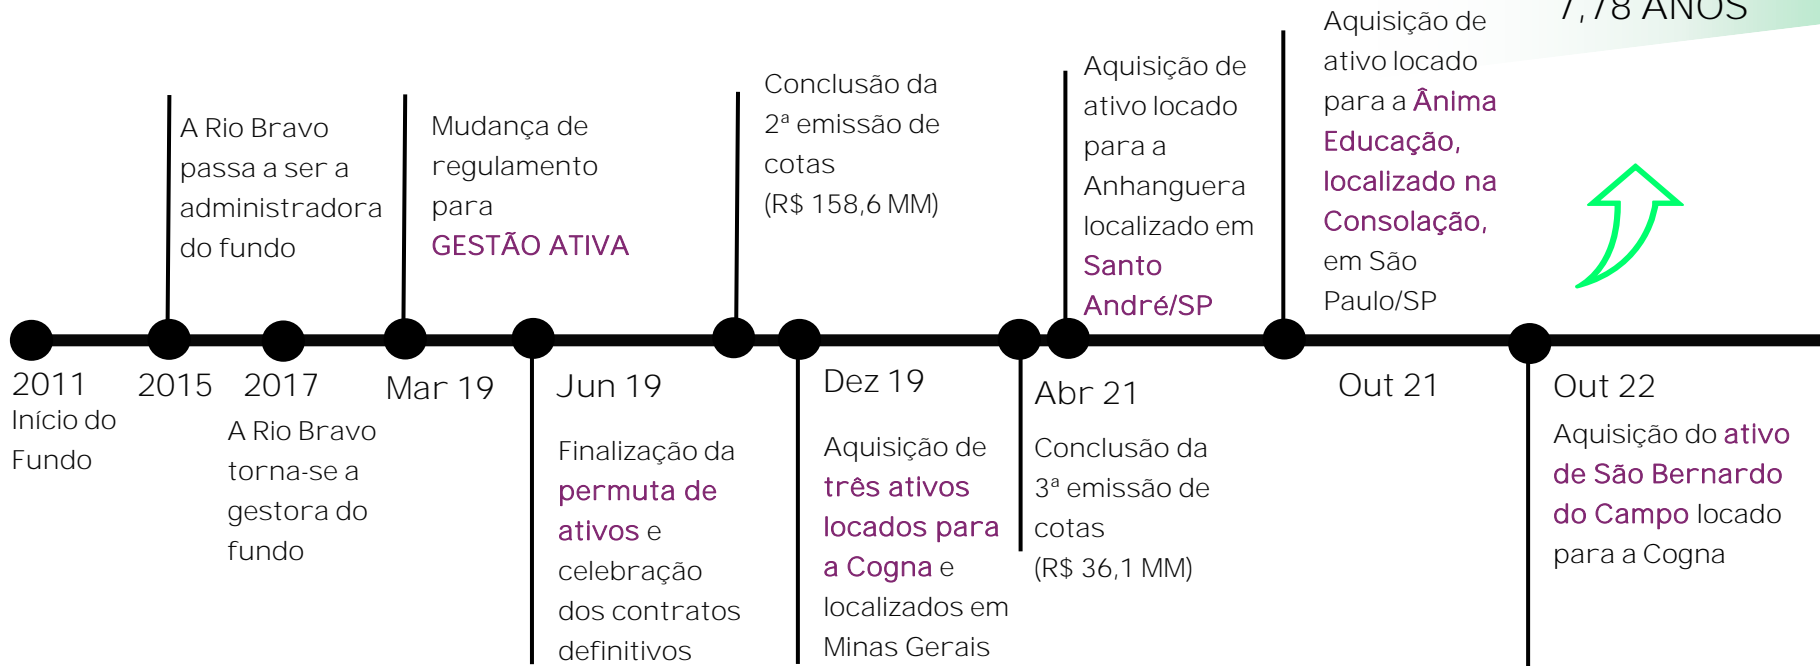 7,78 ANOS
A Rio Bravo
passa a ser a
administradora
do fundo
Mudança de
regulamento
para
GESTÃO ATIVA
Conclusão da
2ª emissão de
cotas
(R$ 158,6 MM)
Aquisição de
ativo locado
para a
Anhanguera
localizado em
Santo
André/SP
Aquisição de
ativo locado
para a Ânima
Educação,
localizado na
Consolação,
em São
Paulo/SP
2011
Início do
Fundo
2015
2017
A Rio Bravo
torna-se a
gestora do
fundo
Mar 19
Jun 19
Finalização da
permuta de
ativos e
celebração
dos contratos
definitivos
Dez 19
Aquisição de
três ativos
locados para
a Cogna e
localizados em
Minas Gerais
Abr 21
Conclusão da
3ª emissão de
cotas
(R$ 36,1 MM)
Out 21
Out 22
Aquisição do ativo
de São Bernardo
do Campo locado
para a Cogna